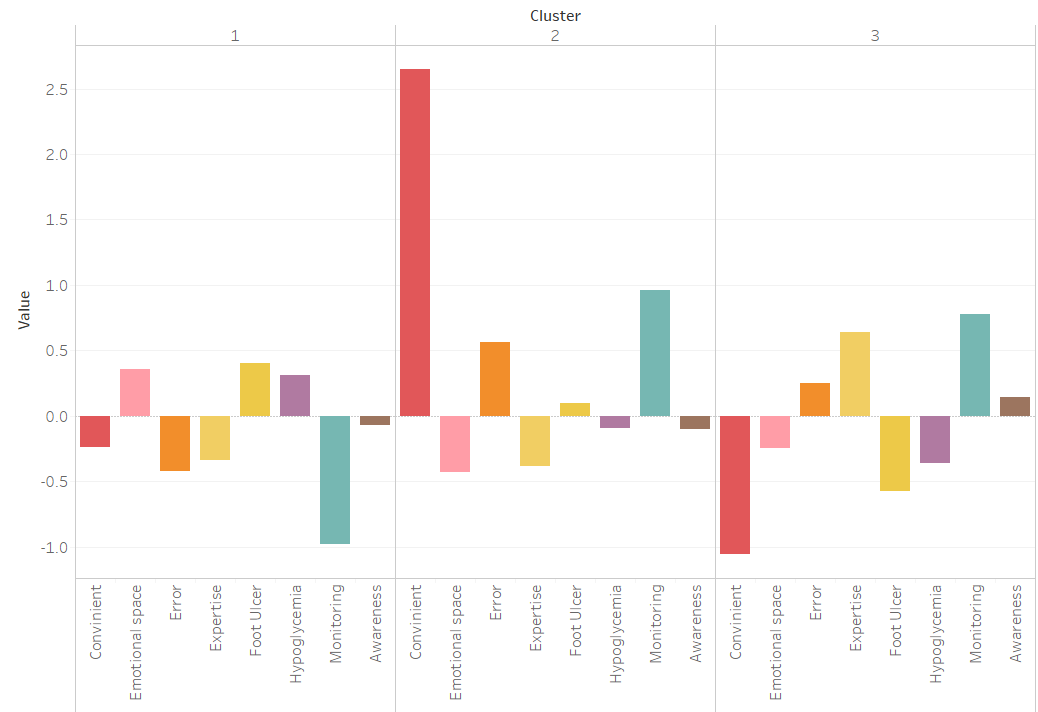 Cluster
1 2 3
Value
2.5
2.0
1.5
1.0
0.5
0.0
-0.5
-1.0
Convinient
Emotional space
Error
Expertise
Foot Ulcer
Hypoglycemia
Monitoring
Awareness
Convinient
Emotional space
Error
Expertise
Foot Ulcer
Hypoglycemia
Monitoring
Awareness
Convinient
Emotional space
Error
Expertise
Foot Ulcer
Hypoglycemia
Monitoring
Awareness